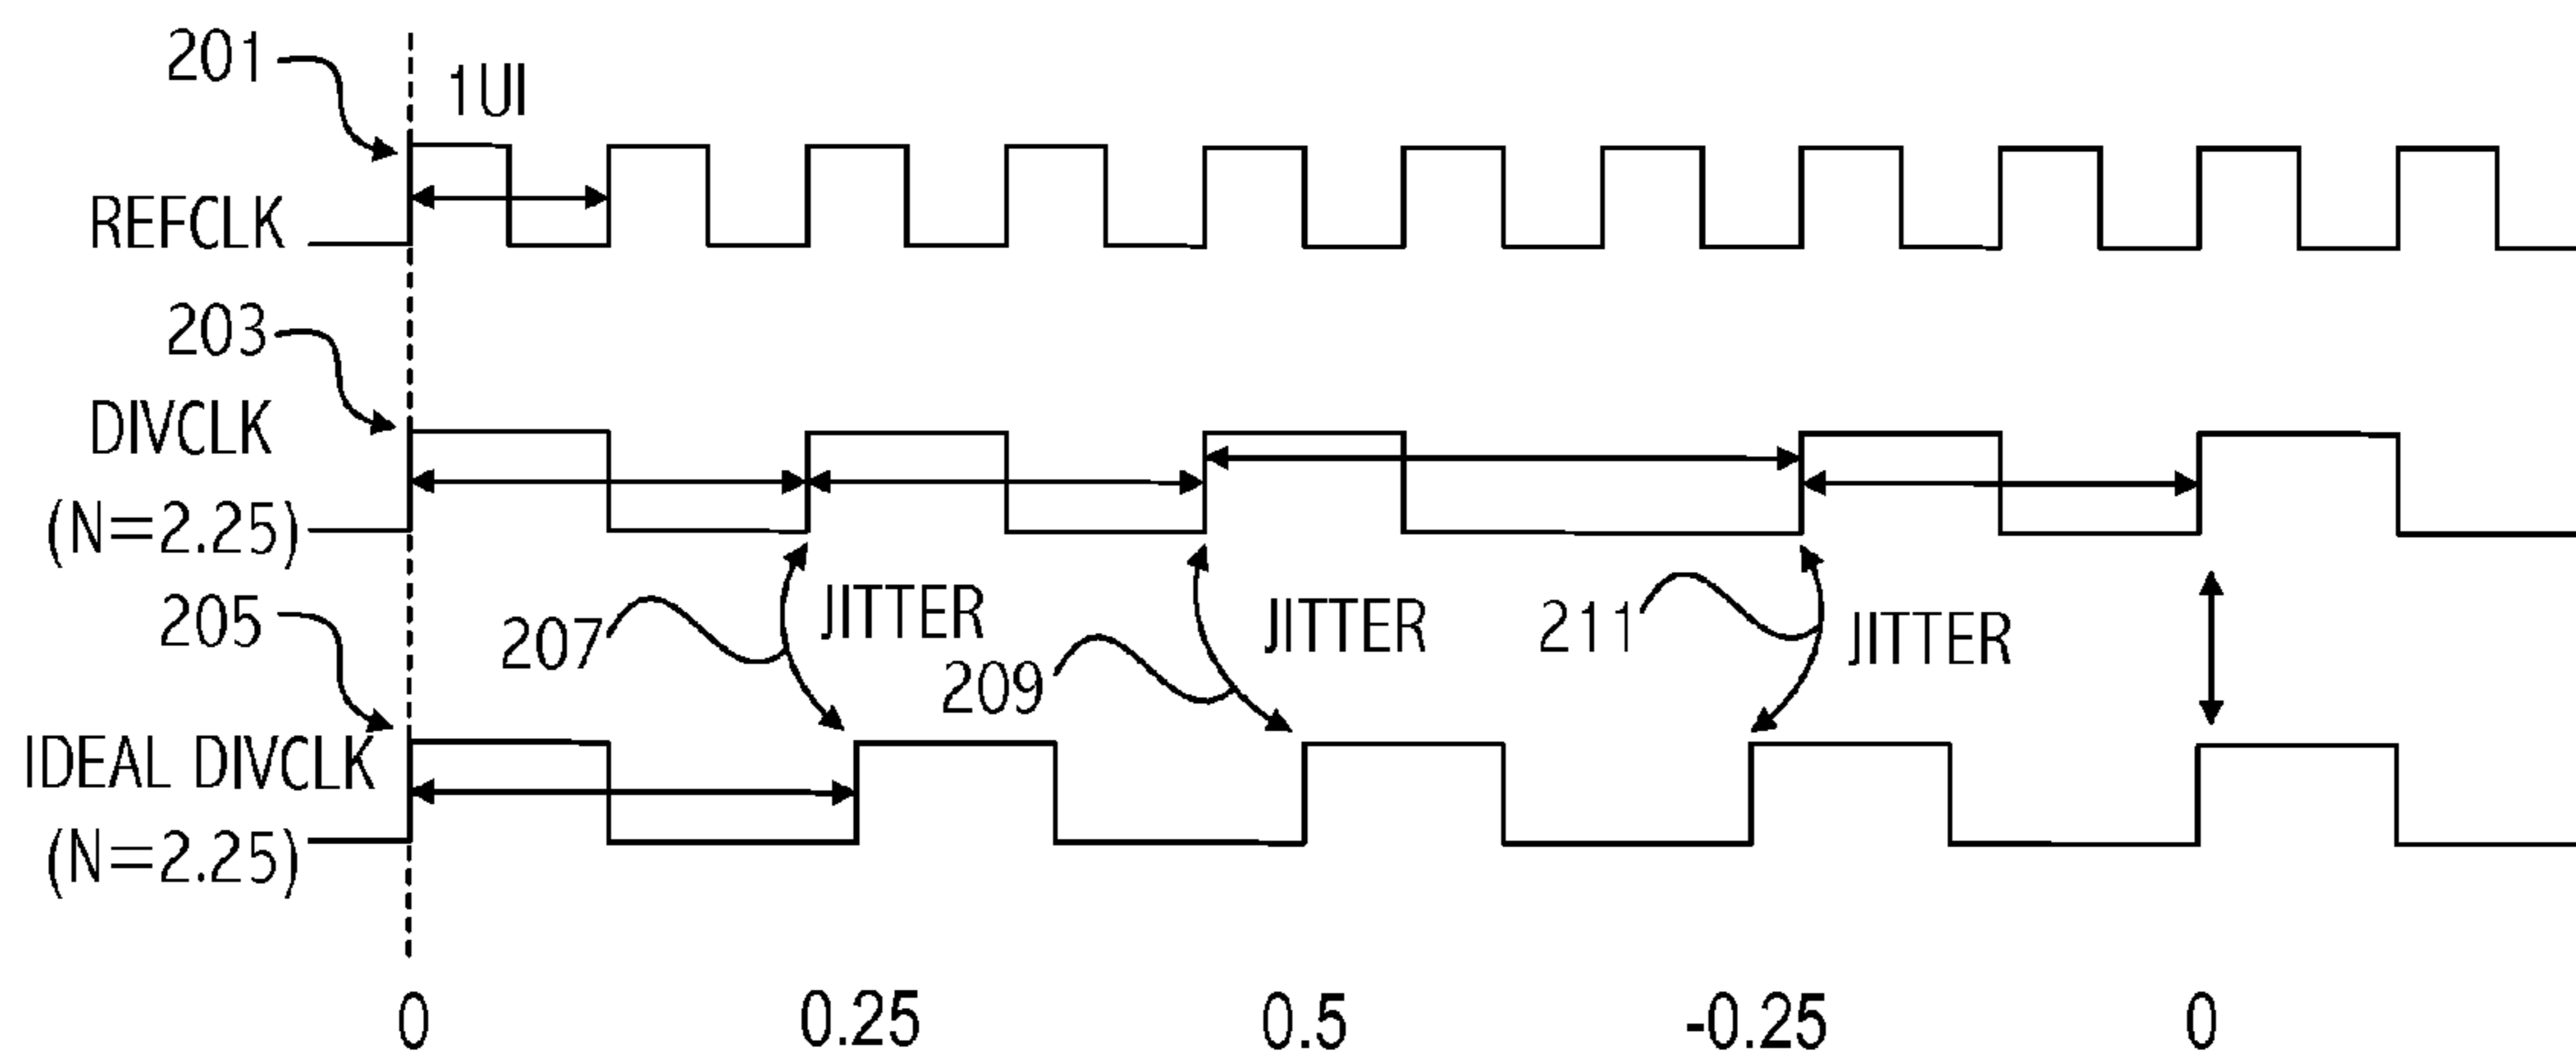 201
1UI
REFCLK
203
DIVCLK
(N=2.25)
205
207
JITTER
209
JITTER
211
JITTER
IDEAL DIVCLK
(N=2.25)
0
0.25
0.5
-0.25
0